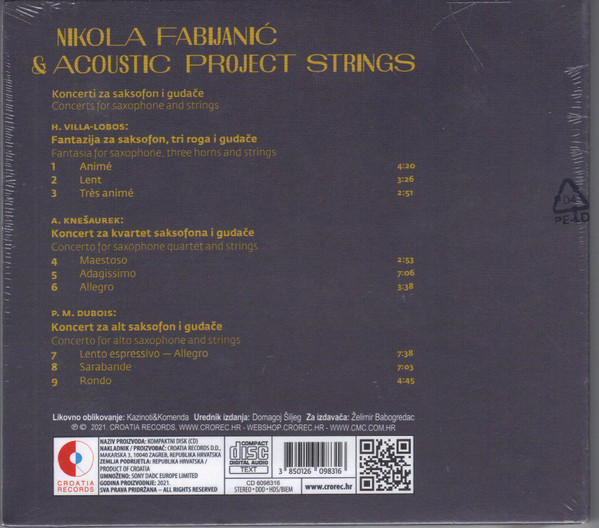 NIKOLA FABIJANIĆ
& ACOUSTIC PROJECT STRINGS
Koncerti za saksofon i gudače
Concerts for saxophone and strings
H. VILLA-LOBOS:
Fantazija za saksofon, tri roga i gudače
Fantasia for saxophone, three horns and strings
1 Animé 4:20
2 Lent 3:26
3 Très animé 2:51
A. KNEŠAUREK:
Koncert za kvartet saksofona i gudače
Concerto for saxophone quartet and strings
4 Maestoso 2:53
5 Adagissimo 7:06
6 Allegro 3:38
P. M. DUBOIS:
Koncert za alt saksofon i gudače
Concerto for alto saxophone and strings
7 Lento espressivo — Allegro 7:38
8 Sarabande 7:03
9 Rondo 4:45
04
PE-LD
Likovno oblikovanje: Kazinoti&Komenda Urednik izdanja: Domagoj Šiljeg Za izdavača: Želimir Babogredac
℗ © 2021. CROATIA RECORDS, WWW.CROREC.HR - WEBSHOP.CROREC.HR - WWW.CMC.COM.HR
CROATIA
RECORDS
NAZIV PROIZVODA: KOMPAKTNI DISK (CD)
NAKLADNIK / PROIZVOĐAČ: CROATIA RECORDS D.D.,
MAKARSKA 3, 10040 ZAGREB, REPUBLIKA HRVATSKA
ZEMLJA PODRIJETLA: REPUBLIKA HRVATSKA /
PRODUCT OF CROATIA
UMNOŽENO: SONY DADC EUROPE LIMITED
GODINA PROIZVODNJE: 2021.
SVA PRAVA PRIDRŽANA – ALL RIGHTS RESERVED
COMPACT
disc
DIGITAL AUDIO
TEXT
CD 6098316
STEREO • DDD • HDS/BIEM
3 850126 098316
www.crorec.hr